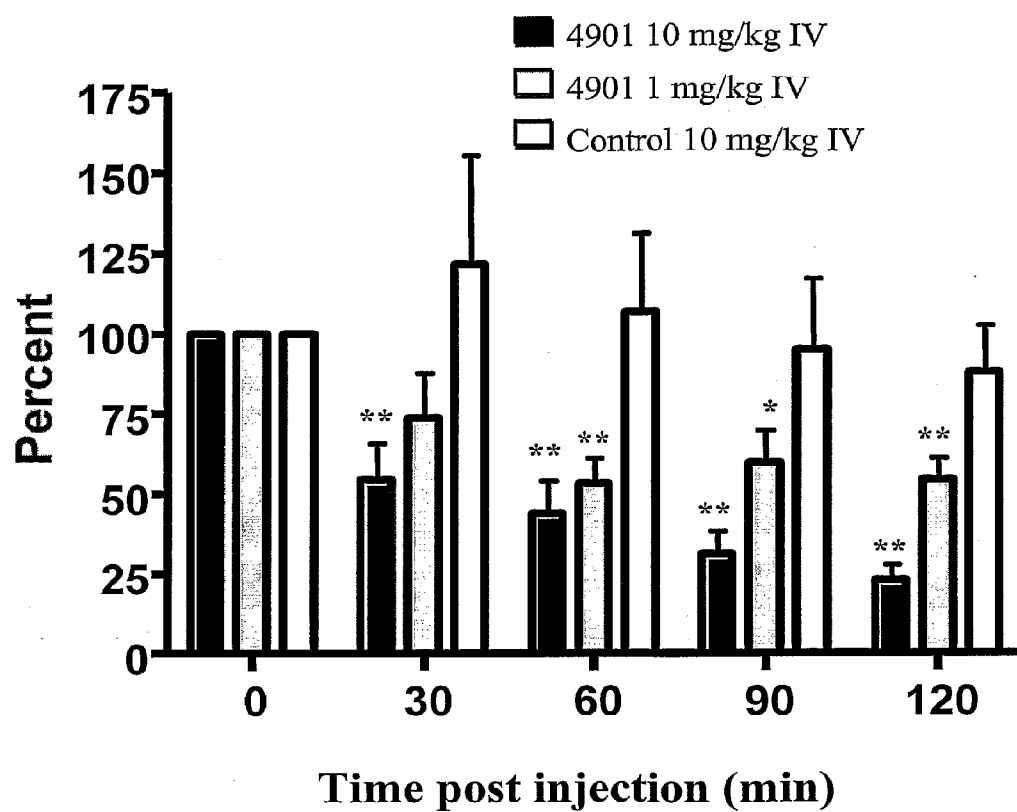 4901 10 mg/kg IV
4901 1 mg/kg IV
Control 10 mg/kg IV
175
150
125
100
75
50
25
0
Percent
**
**
**
**
*
**
**
0 30 60 90 120
Time post injection (min)